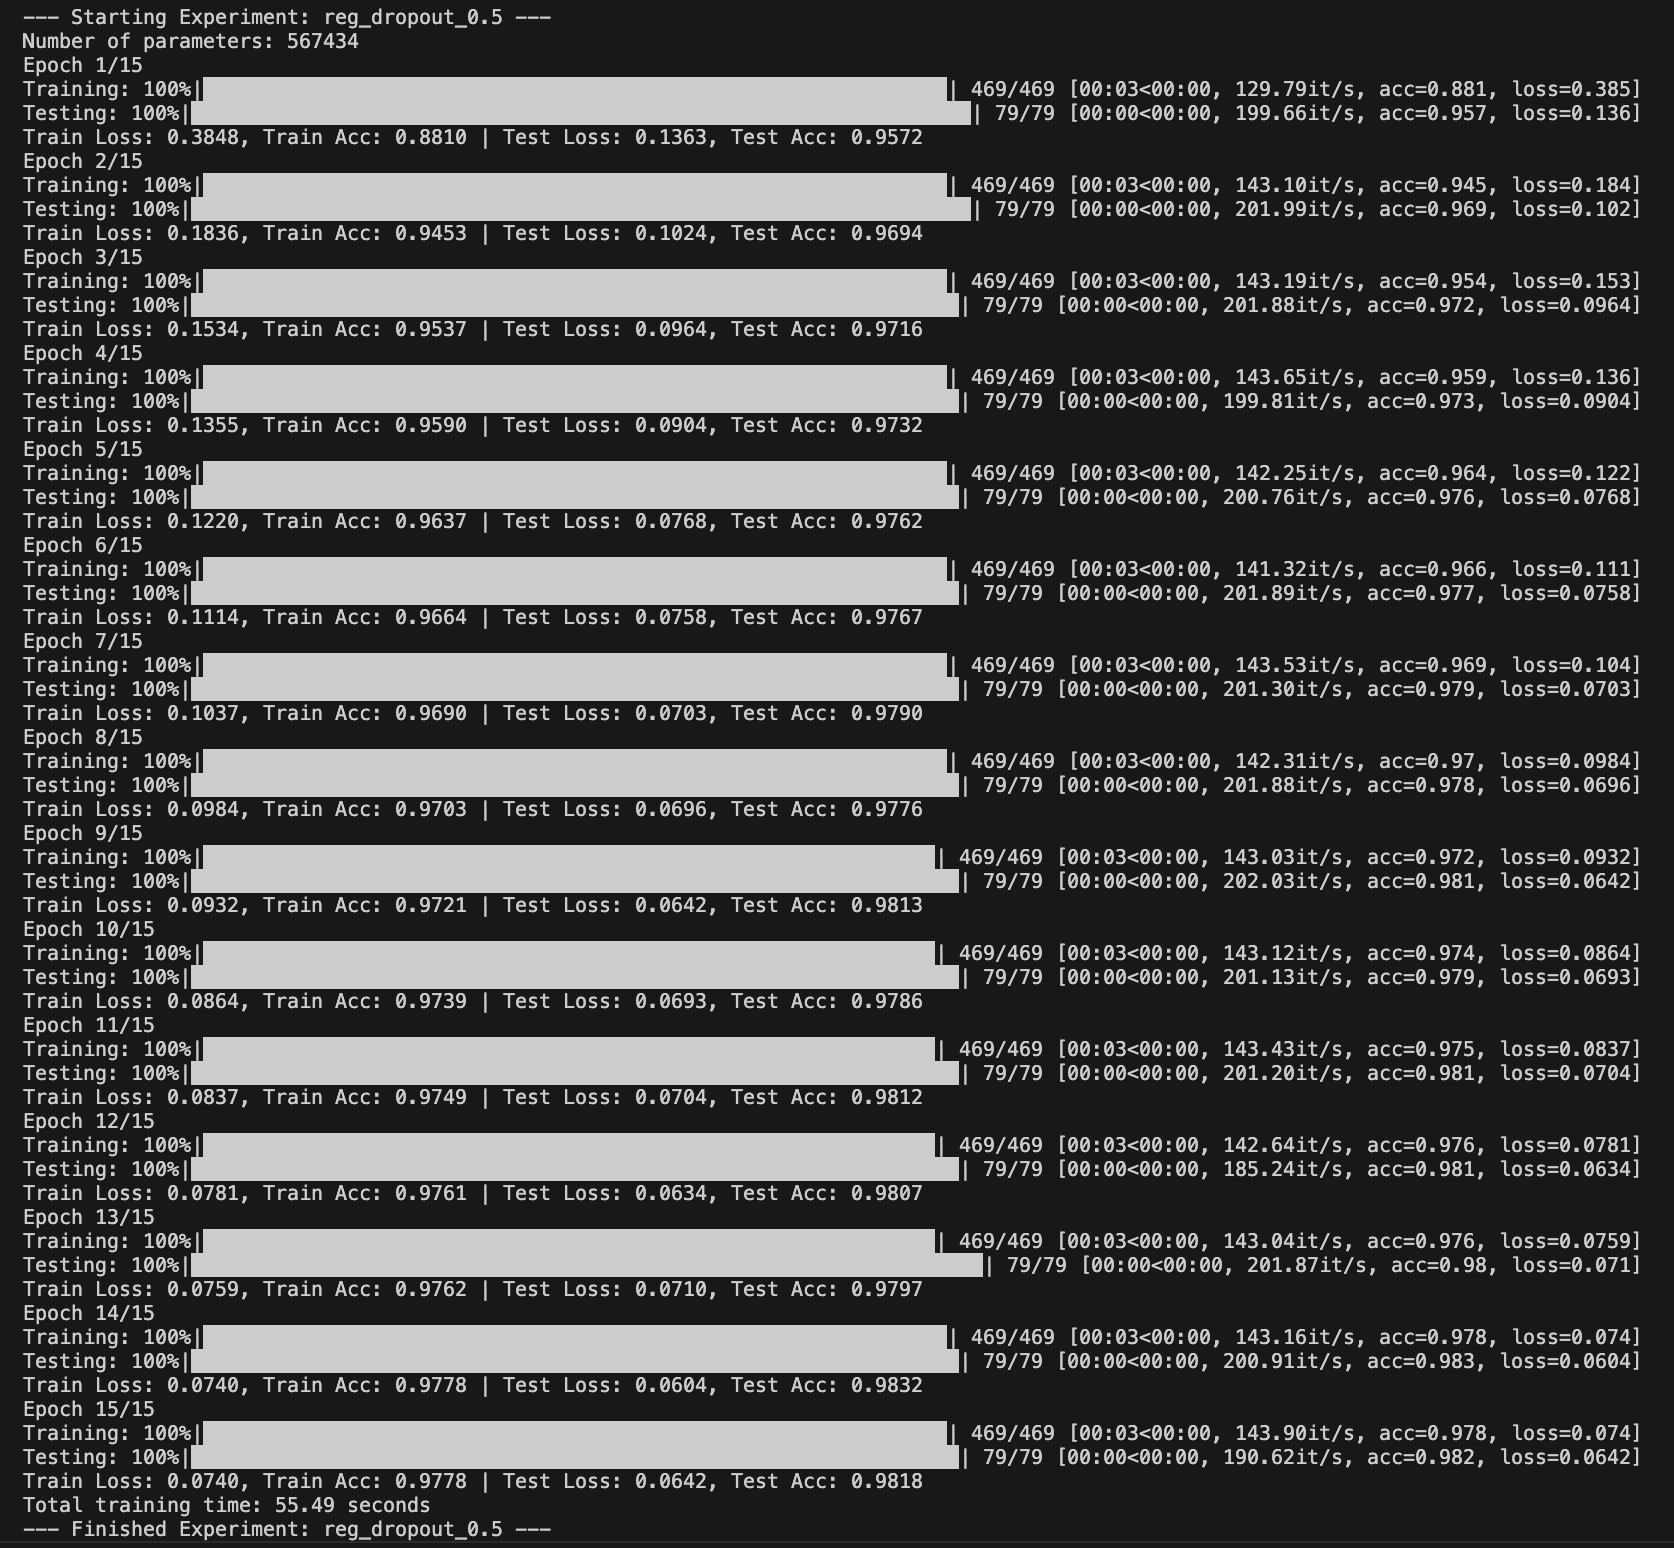 --- Starting Experiment: reg_dropout_0.5 ---
Number of parameters: 567434
Epoch 1/15
Training: 100%|| 469/469 [00:03<00:00, 129.79it/s, acc=0.881, loss=0.385]
Testing: 100%|| 79/79 [00:00<00:00, 199.66it/s, acc=0.957, loss=0.136]
Train Loss: 0.3848, Train Acc: 0.8810 | Test Loss: 0.1363, Test Acc: 0.9572
Epoch 2/15
Training: 100%|| 469/469 [00:03<00:00, 143.10it/s, acc=0.945, loss=0.184]
Testing: 100%|| 79/79 [00:00<00:00, 201.99it/s, acc=0.969, loss=0.102]
Train Loss: 0.1836, Train Acc: 0.9453 | Test Loss: 0.1024, Test Acc: 0.9694
Epoch 3/15
Training: 100%|| 469/469 [00:03<00:00, 143.19it/s, acc=0.954, loss=0.153]
Testing: 100%|| 79/79 [00:00<00:00, 201.88it/s, acc=0.972, loss=0.0964]
Train Loss: 0.1534, Train Acc: 0.9537 | Test Loss: 0.0964, Test Acc: 0.9716
Epoch 4/15
Training: 100%|| 469/469 [00:03<00:00, 143.65it/s, acc=0.959, loss=0.136]
Testing: 100%|| 79/79 [00:00<00:00, 199.81it/s, acc=0.973, loss=0.0904]
Train Loss: 0.1355, Train Acc: 0.9590 | Test Loss: 0.0904, Test Acc: 0.9732
Epoch 5/15
Training: 100%|| 469/469 [00:03<00:00, 142.25it/s, acc=0.964, loss=0.122]
Testing: 100%|| 79/79 [00:00<00:00, 200.76it/s, acc=0.976, loss=0.0768]
Train Loss: 0.1220, Train Acc: 0.9637 | Test Loss: 0.0768, Test Acc: 0.9762
Epoch 6/15
Training: 100%|| 469/469 [00:03<00:00, 141.32it/s, acc=0.966, loss=0.111]
Testing: 100%|| 79/79 [00:00<00:00, 201.89it/s, acc=0.977, loss=0.0758]
Train Loss: 0.1114, Train Acc: 0.9664 | Test Loss: 0.0758, Test Acc: 0.9767
Epoch 7/15
Training: 100%|| 469/469 [00:03<00:00, 143.53it/s, acc=0.969, loss=0.104]
Testing: 100%|| 79/79 [00:00<00:00, 201.30it/s, acc=0.979, loss=0.0703]
Train Loss: 0.1037, Train Acc: 0.9690 | Test Loss: 0.0703, Test Acc: 0.9790
Epoch 8/15
Training: 100%|| 469/469 [00:03<00:00, 142.31it/s, acc=0.97, loss=0.0984]
Testing: 100%|| 79/79 [00:00<00:00, 201.88it/s, acc=0.978, loss=0.0696]
Train Loss: 0.0984, Train Acc: 0.9703 | Test Loss: 0.0696, Test Acc: 0.9776
Epoch 9/15
Training: 100%|| 469/469 [00:03<00:00, 143.03it/s, acc=0.972, loss=0.0932]
Testing: 100%|| 79/79 [00:00<00:00, 202.03it/s, acc=0.981, loss=0.0642]
Train Loss: 0.0932, Train Acc: 0.9721 | Test Loss: 0.0642, Test Acc: 0.9813
Epoch 10/15
Training: 100%|| 469/469 [00:03<00:00, 143.12it/s, acc=0.974, loss=0.0864]
Testing: 100%|| 79/79 [00:00<00:00, 201.13it/s, acc=0.979, loss=0.0693]
Train Loss: 0.0864, Train Acc: 0.9739 | Test Loss: 0.0693, Test Acc: 0.9786
Epoch 11/15
Training: 100%|| 469/469 [00:03<00:00, 143.43it/s, acc=0.975, loss=0.0837]
Testing: 100%|| 79/79 [00:00<00:00, 201.20it/s, acc=0.981, loss=0.0704]
Train Loss: 0.0837, Train Acc: 0.9749 | Test Loss: 0.0704, Test Acc: 0.9812
Epoch 12/15
Training: 100%|| 469/469 [00:03<00:00, 142.64it/s, acc=0.976, loss=0.0781]
Testing: 100%|| 79/79 [00:00<00:00, 185.24it/s, acc=0.981, loss=0.0634]
Train Loss: 0.0781, Train Acc: 0.9761 | Test Loss: 0.0634, Test Acc: 0.9807
Epoch 13/15
Training: 100%|| 469/469 [00:03<00:00, 143.04it/s, acc=0.976, loss=0.0759]
Testing: 100%|| 79/79 [00:00<00:00, 201.87it/s, acc=0.98, loss=0.071]
Train Loss: 0.0759, Train Acc: 0.9762 | Test Loss: 0.0710, Test Acc: 0.9797
Epoch 14/15
Training: 100%|| 469/469 [00:03<00:00, 143.16it/s, acc=0.978, loss=0.074]
Testing: 100%|| 79/79 [00:00<00:00, 200.91it/s, acc=0.983, loss=0.0604]
Train Loss: 0.0740, Train Acc: 0.9778 | Test Loss: 0.0604, Test Acc: 0.9832
Epoch 15/15
Training: 100%|| 469/469 [00:03<00:00, 143.90it/s, acc=0.978, loss=0.074]
Testing: 100%|| 79/79 [00:00<00:00, 190.62it/s, acc=0.982, loss=0.0642]
Train Loss: 0.0740, Train Acc: 0.9778 | Test Loss: 0.0642, Test Acc: 0.9818
Total training time: 55.49 seconds
--- Finished Experiment: reg_dropout_0.5 ---